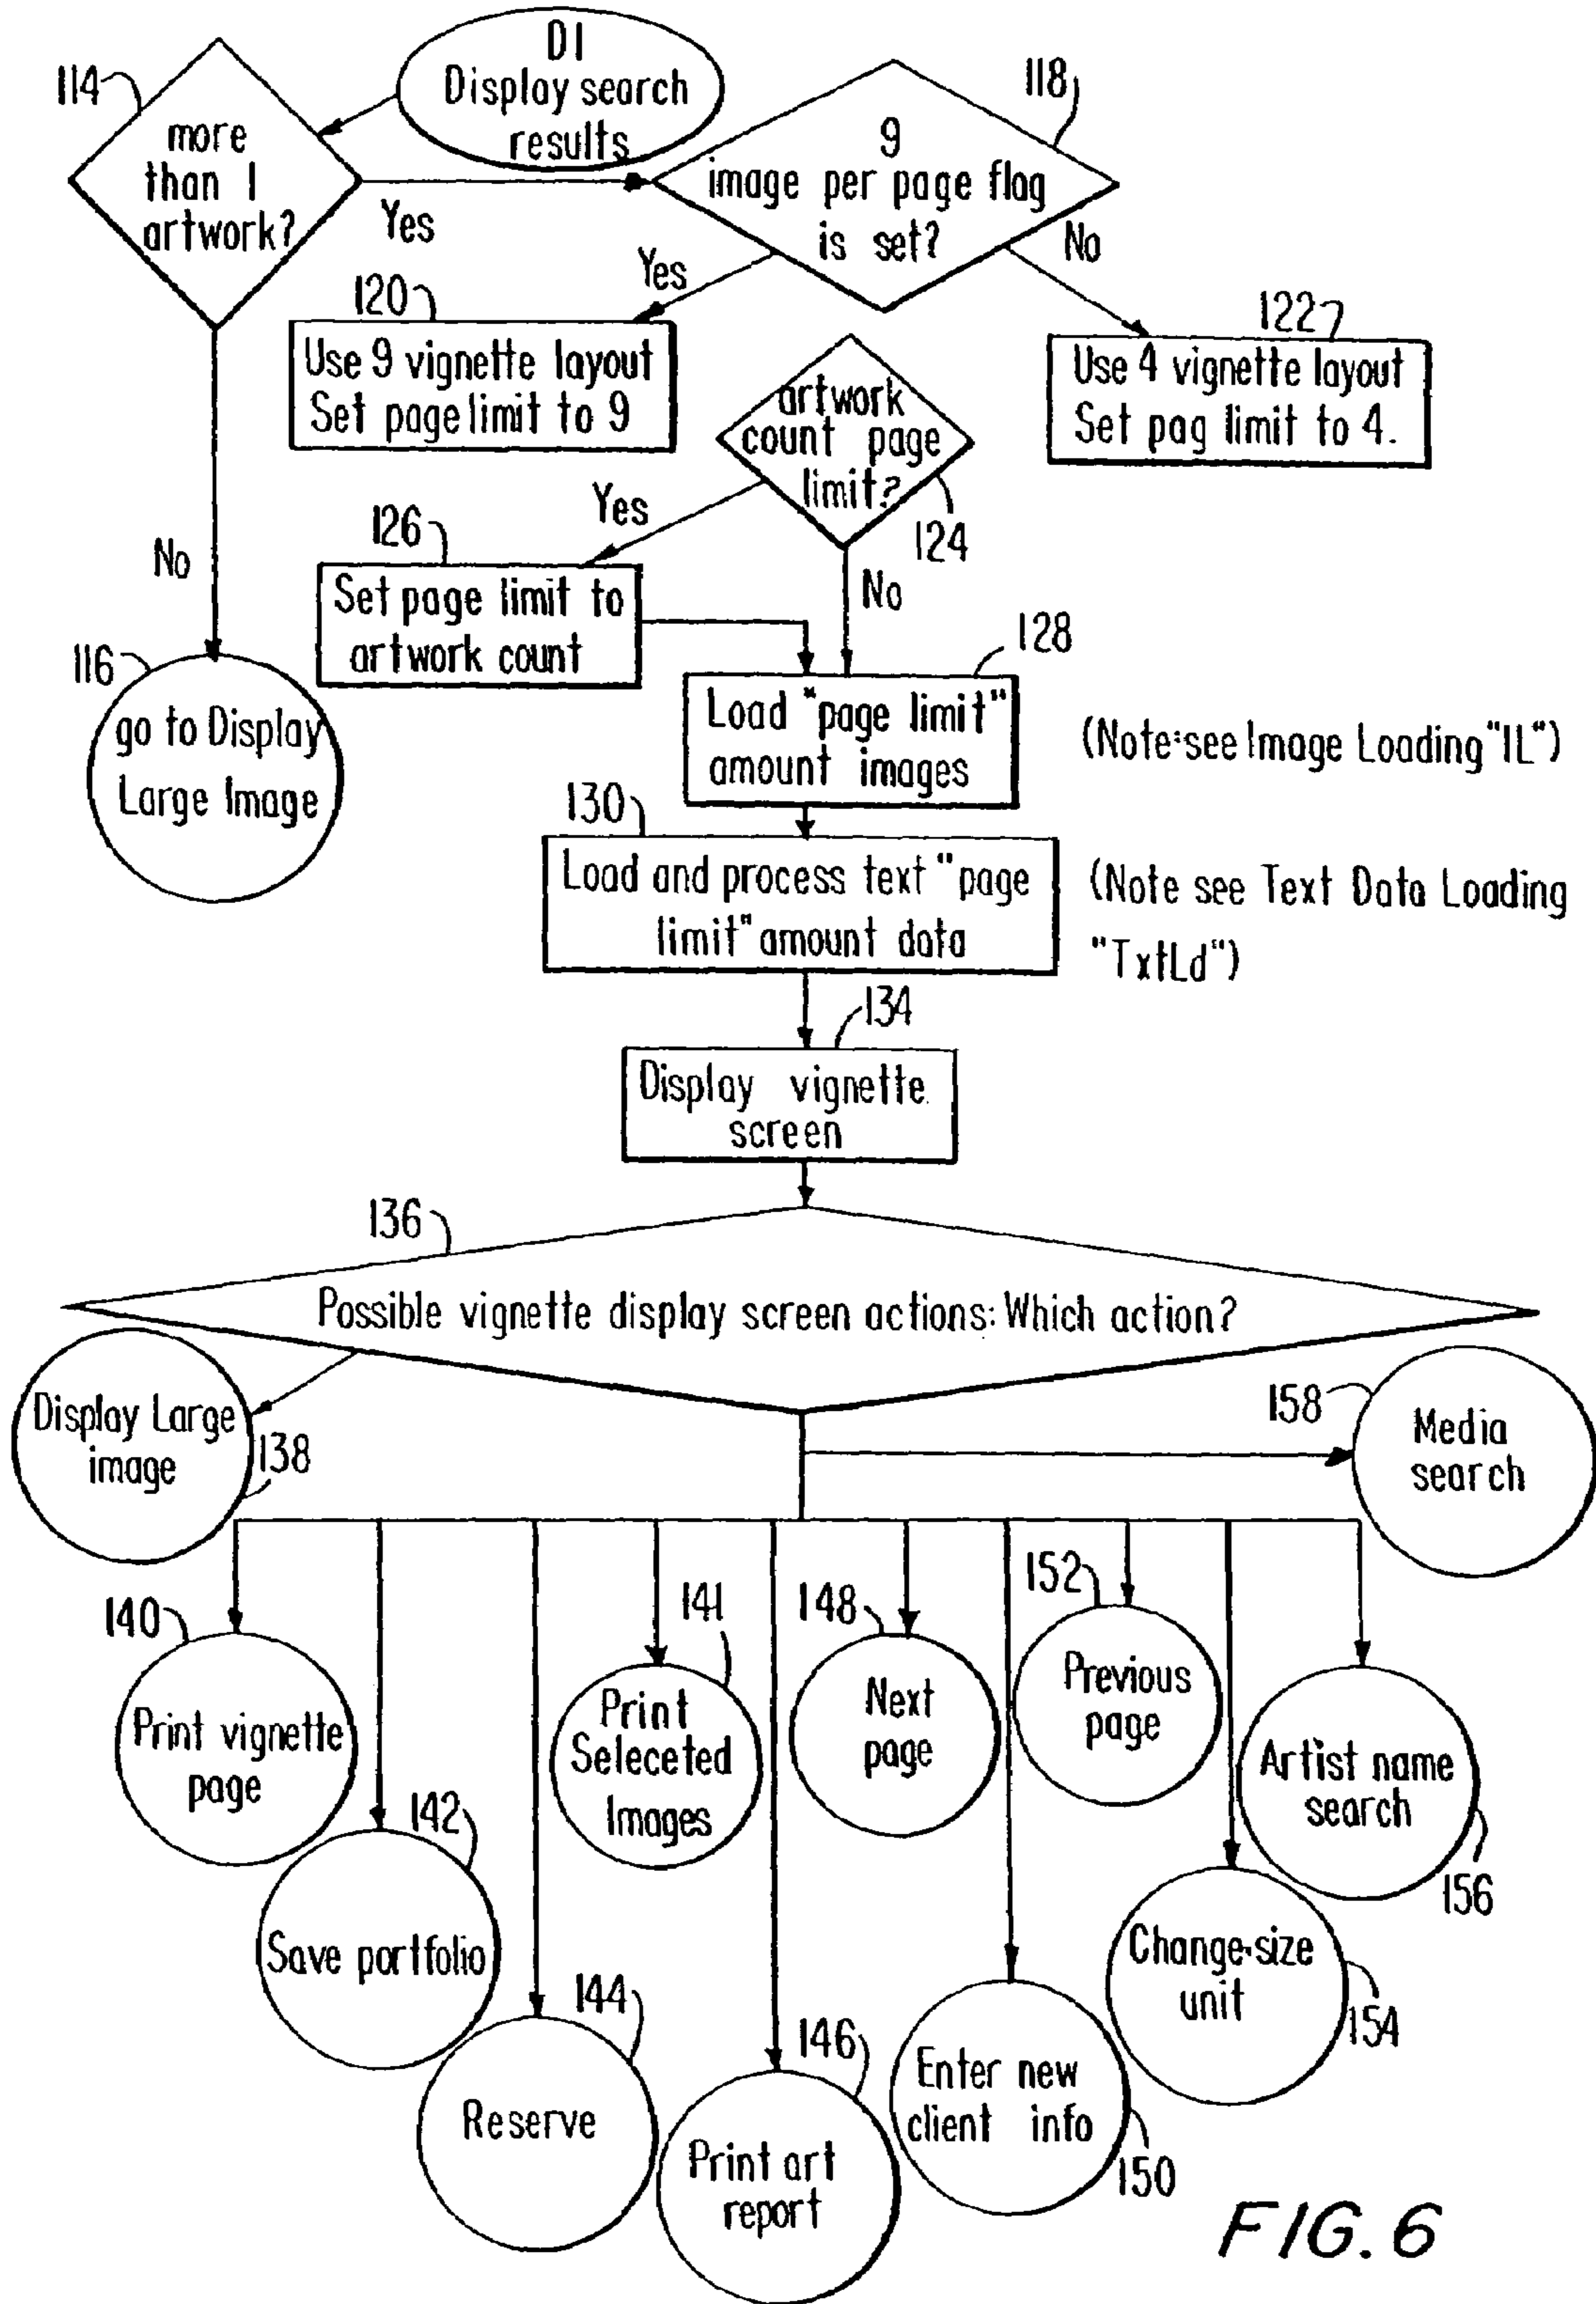 D1
Display search
results
114
more
than 1
artwork?
Yes
No
118
9
image per page flag
is set?
Yes
No
120
Use 9 vignette layout
Set page limit to 9
122
Use 4 vignette layout
Set pag limit to 4.
artwork
count page
limit?
124
Yes
No
126
Set page limit to
artwork count
116
go to Display
Large Image
128
Load "page limit"
amount images
(Note:see Image Loading "IL")
130
Load and process text "page
limit" amount data
(Note see Text Data Loading
"TxtLd")
134
Display vignette
screen
136
Possible vignette display screen actions: Which action?
Display Large
image
138
158
Media
search
140
Print vignette
page
142
Save portfolio
144
Reserve
141
Print
Seleceted
Images
146
Print art
report
148
Next
page
Enter new
client info
150
152
Previous
page
Change-size
unit
154
Artist name
search
156
FIG. 6